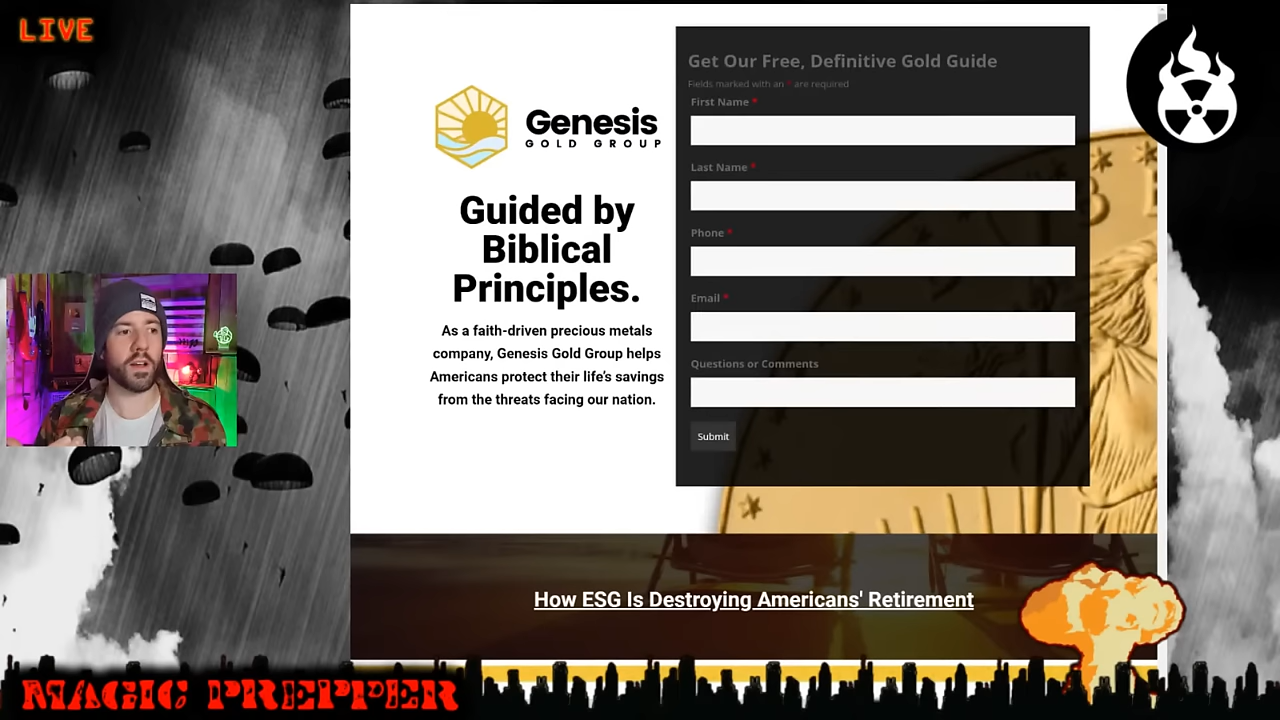 LIVE
Genesis
GOLD GROUP
Guided by
Biblical
Principles.
As a faith-driven precious metals
company, Genesis Gold Group helps
Americans protect their life's savings
from the threats facing our nation.
Get Our Free, Definitive Gold Guide
Fields marked with an * are required
First Name *
Last Name *
Phone *
Email *
Questions or Comments
Submit
How ESG Is Destroying Americans' Retirement
MAGIC PREPPER